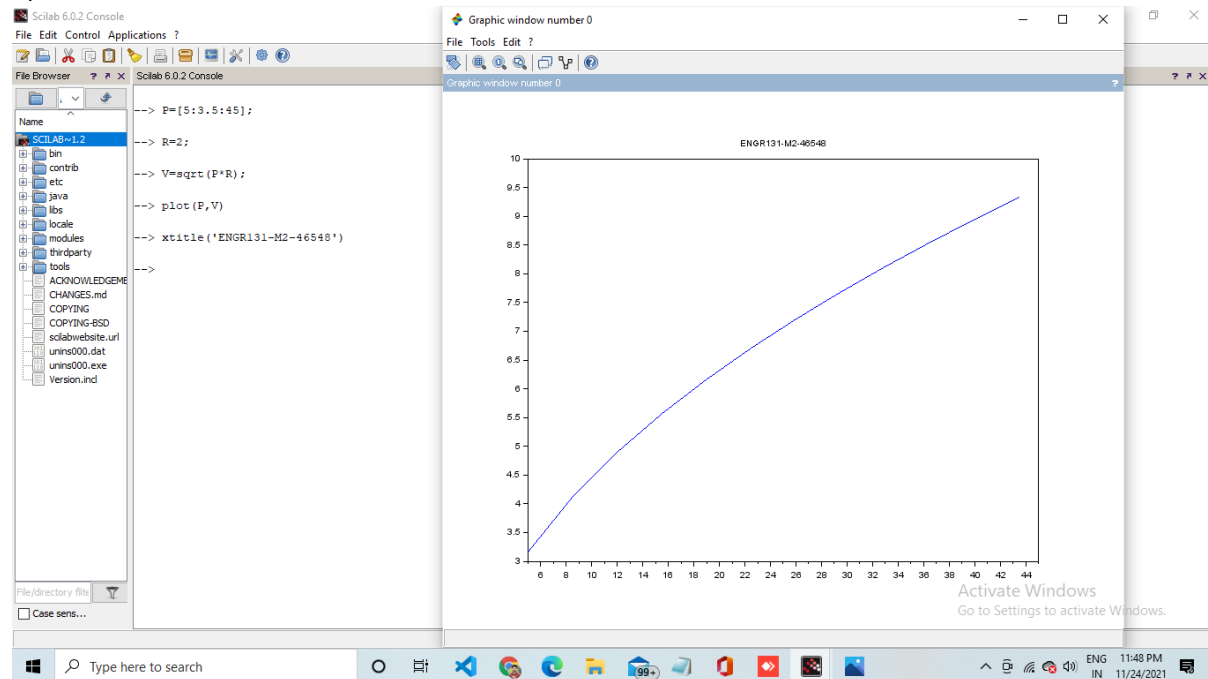 Scilab 6.0.2 Console
File Edit Control Applications ?
File Browser ? ↗ X
Scilab 6.0.2 Console
Name
SCILAB~1.2
bin
contrib
etc
java
libs
locale
modules
thirdparty
tools
ACKNOWLEDGEME
CHANGES.md
COPYING
COPYING-BSD
scilabwebsite.url
unins000.dat
unins000.exe
Version.incl
File/directory filte
Case sens...
--> P=[5:3.5:45];
--> R=2;
--> V=sqrt(P*R);
--> plot(P,V)
--> xtitle('ENGR131-M2-46548')
-->
Graphic window number 0
File Tools Edit ?
Graphic window number 0 ?
? ↗ X
ENGR131-M2-46548
10
9.5
9
8.5
8
7.5
7
6.5
6
5.5
5
4.5
4
3.5
3
6 8 10 12 14 16 18 20 22 24 26 28 30 32 34 36 38 40 42 44
Activate Windows
Go to Settings to activate Windows.
Type here to search
99+
ENG 11:48 PM
IN 11/24/2021